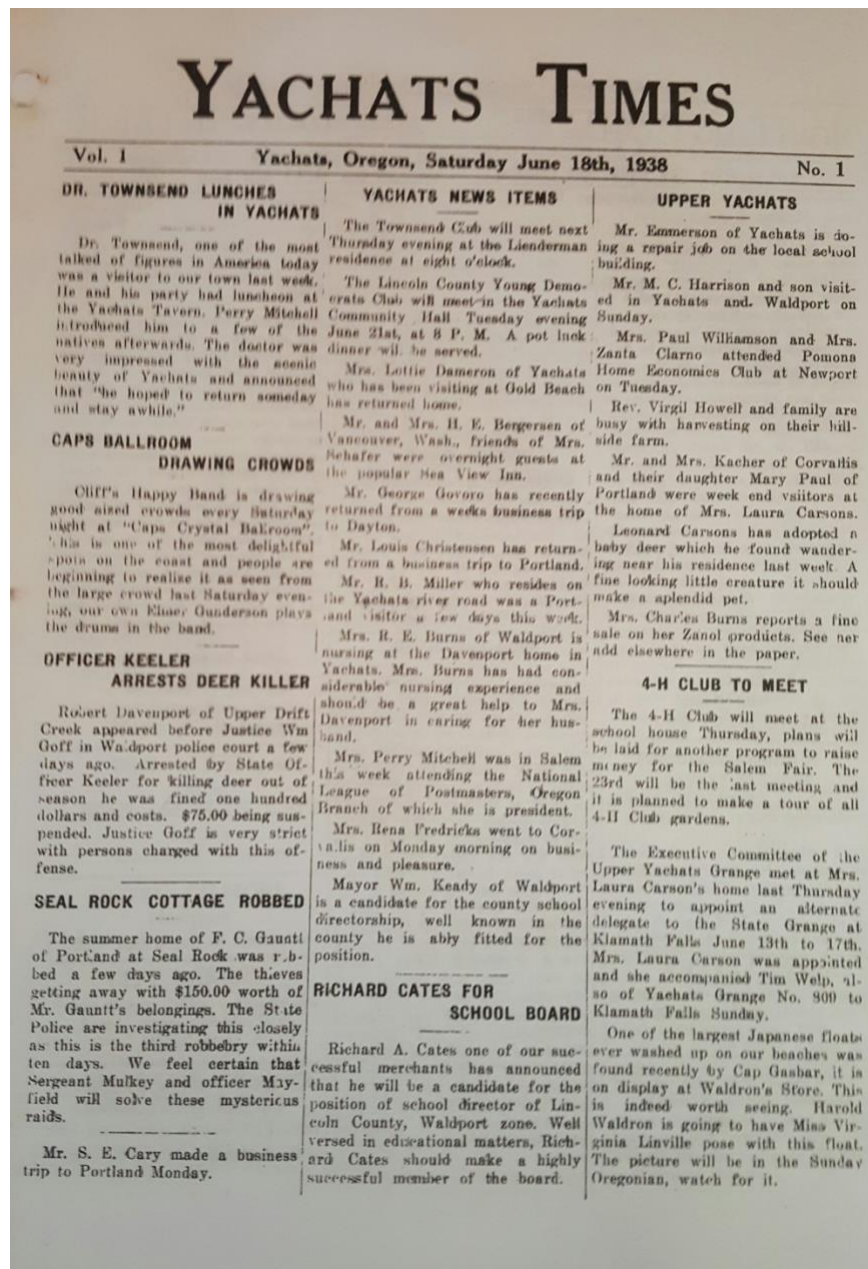 YACHATS TIMES
Vol. 1 Yachats, Oregon, Saturday June 18th, 1938 No. 1
DR. TOWNSEND LUNCHES
IN YACHATS
Dr. Townsend, one of the most
talked of figures in America today
was a visitor to our town last week.
He and his party had luncheon at
the Yachats Tavern. Perry Mitchell
introduced him to a few of the
natives afterwards. The doctor was
very impressed with the scenic
beauty of Yachats and announced
that "he hoped to return someday
and stay awhile."
CAPS BALLROOM
DRAWING CROWDS
Cliff's Happy Band is drawing
good sized crowds every Saturday
night at "Caps Crystal Ballroom".
This is one of the most delightful
spots on the coast and people are
beginning to realize it as seen from
the large crowd last Saturday even-
ing, our own Elmer Gunderson plays
the drums in the band.
OFFICER KEELER
ARRESTS DEER KILLER
Robert Davenport of Upper Drift
Creek appeared before Justice Wm
Goff in Waldport police court a few
days ago. Arrested by State Of-
ficer Keeler for killing deer out of
season he was fined one hundred
dollars and costs. $75.00 being sus-
pended. Justice Goff is very strict
with persons charged with this of-
fense.
SEAL ROCK COTTAGE ROBBED
The summer home of F. C. Gauntt
of Portland at Seal Rock was rob-
bed a few days ago. The thieves
getting away with $150.00 worth of
Mr. Gauntt's belongings. The State
Police are investigating this closely
as this is the third robbebry within
ten days. We feel certain that
Sergeant Mulkey and officer May-
field will solve these mysterious
raids.
Mr. S. E. Cary made a business
trip to Portland Monday.
YACHATS NEWS ITEMS
The Townsend Club will meet next
Thursday evening at the Lienderman
residence at eight o'clock.
The Lincoln County Young Demo-
crats Club will meet in the Yachats
Community Hall Tuesday evening
June 21st, at 8 P. M. A pot luck
dinner will be served.
Mrs. Lottie Dameron of Yachats
who has been visiting at Gold Beach
has returned home.
Mr. and Mrs. H. E. Bergersen of
Vancouver, Wash., friends of Mrs.
Schafer were overnight guests at
the popular Sea View Inn.
Mr. George Govoro has recently
returned from a weeks business trip
to Dayton.
Mr. Louis Christensen has return-
ed from a business trip to Portland.
Mr. R. B. Miller who resides on
the Yachats river road was a Port-
land visitor a few days this week.
Mrs. R. E. Burns of Waldport is
nursing at the Davenport home in
Yachats. Mrs. Burns has had con-
siderable nursing experience and
should be a great help to Mrs.
Davenport in caring for her hus-
band.
Mrs. Perry Mitchell was in Salem
this week attending the National
League of Postmasters, Oregon
Branch of which she is president.
Mrs. Rena Fredricks went to Cor-
vallis on Monday morning on busi-
ness and pleasure.
Mayor Wm. Keady of Waldport
is a candidate for the county school
directorship, well known in the
county he is ably fitted for the
position.
RICHARD CATES FOR
SCHOOL BOARD
Richard A. Cates one of our suc-
cessful merchants has announced
that he will be a candidate for the
position of school director of Lin-
coln County, Waldport zone. Well
versed in educational matters, Rich-
ard Cates should make a highly
successful member of the board.
UPPER YACHATS
Mr. Emmerson of Yachats is do-
ing a repair job on the local school
building.
Mr. M. C. Harrison and son visit-
ed in Yachats and. Waldport on
Sunday.
Mrs. Paul Williamson and Mrs.
Zanta Clarno attended Pomona
Home Economics Club at Newport
on Tuesday.
Rev. Virgil Howell and family are
busy with harvesting on their hill-
side farm.
Mr. and Mrs. Kacher of Corvallis
and their daughter Mary Paul of
Portland were week end vsiitors at
the home of Mrs. Laura Carsons.
Leonard Carsons has adopted a
baby deer which he found wander-
ing near his residence last week. A
fine looking little creature it should
make a splendid pet.
Mrs. Charles Burns reports a fine
sale on her Zanol products. See her
add elsewhere in the paper.
4-H CLUB TO MEET
The 4-H Club will meet at the
school house Thursday, plans will
be laid for another program to raise
money for the Salem Fair. The
23rd will be the last meeting and
it is planned to make a tour of all
4-H Club gardens.
The Executive Committee of the
Upper Yachats Grange met at Mrs.
Laura Carson's home last Thursday
evening to appoint an alternate
delegate to the State Grange at
Klamath Falls June 13th to 17th.
Mrs. Laura Carson was appointed
and she accompanied Tim Welp, al-
so of Yachats Grange No. 800 to
Klamath Falls Sunday.
One of the largest Japanese floats
ever washed up on our beaches was
found recently by Cap Gasbar, it is
on display at Waldron's Store. This
is indeed worth seeing. Harold
Waldron is going to have Miss Vir-
ginia Linville pose with this float.
The picture will be in the Sunday
Oregonian, watch for it.